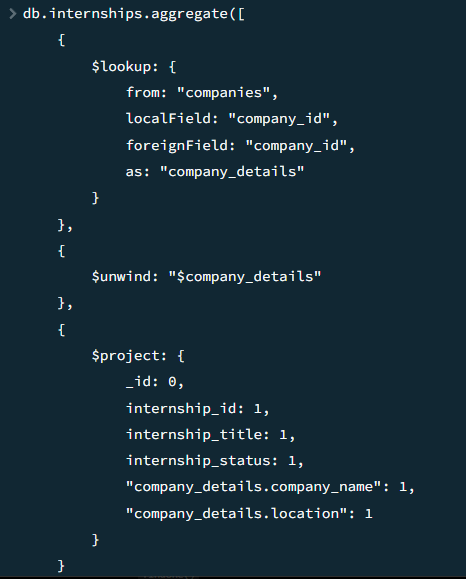 > db.internships.aggregate([
{
$lookup: {
from: "companies",
localField: "company_id",
foreignField: "company_id",
as: "company_details"
}
},
{
$unwind: "$company_details"
},
{
$project: {
_id: 0,
internship_id: 1,
internship_title: 1,
internship_status: 1,
"company_details.company_name": 1,
"company_details.location": 1
}
}